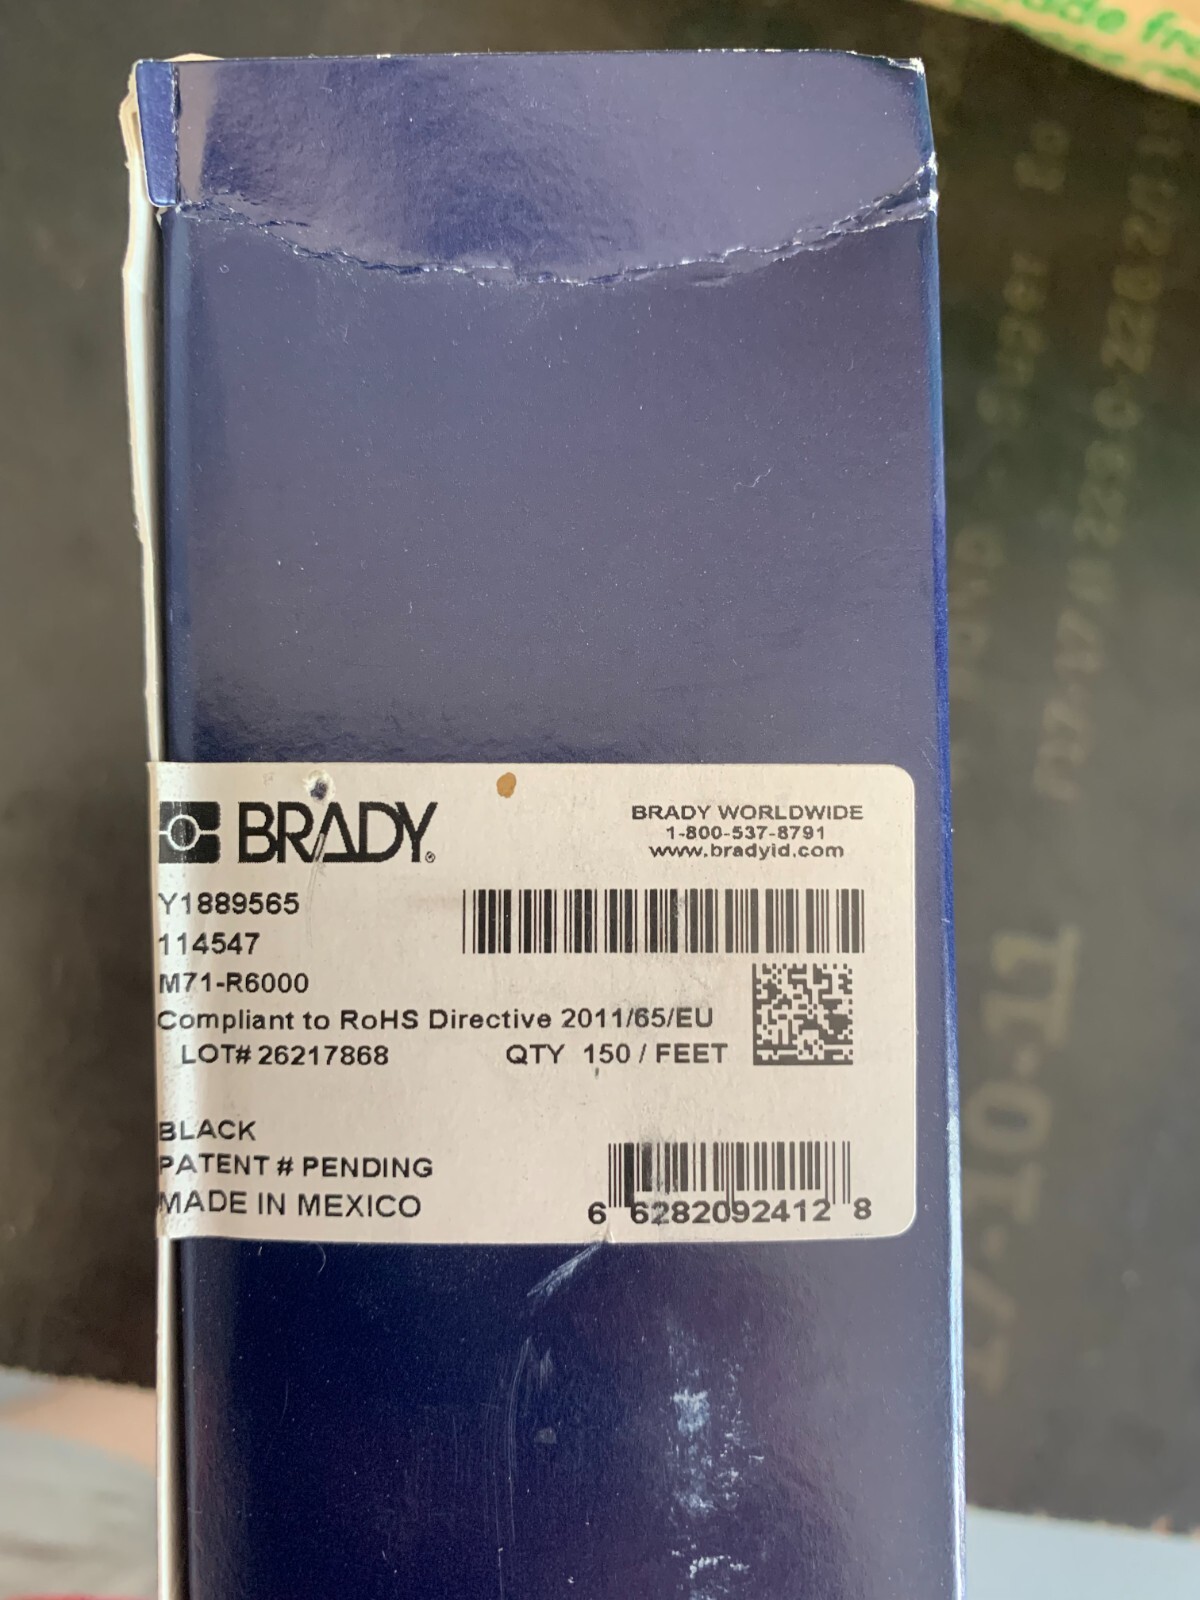 BRADY®
BRADY WORLDWIDE
1-800-537-8791
www.bradyid.com
Y1889565
114547
M71-R6000
Compliant to RoHS Directive 2011/65/EU
LOT# 26217868
QTY 150 / FEET
BLACK
PATENT # PENDING
MADE IN MEXICO
6 6282092412 8